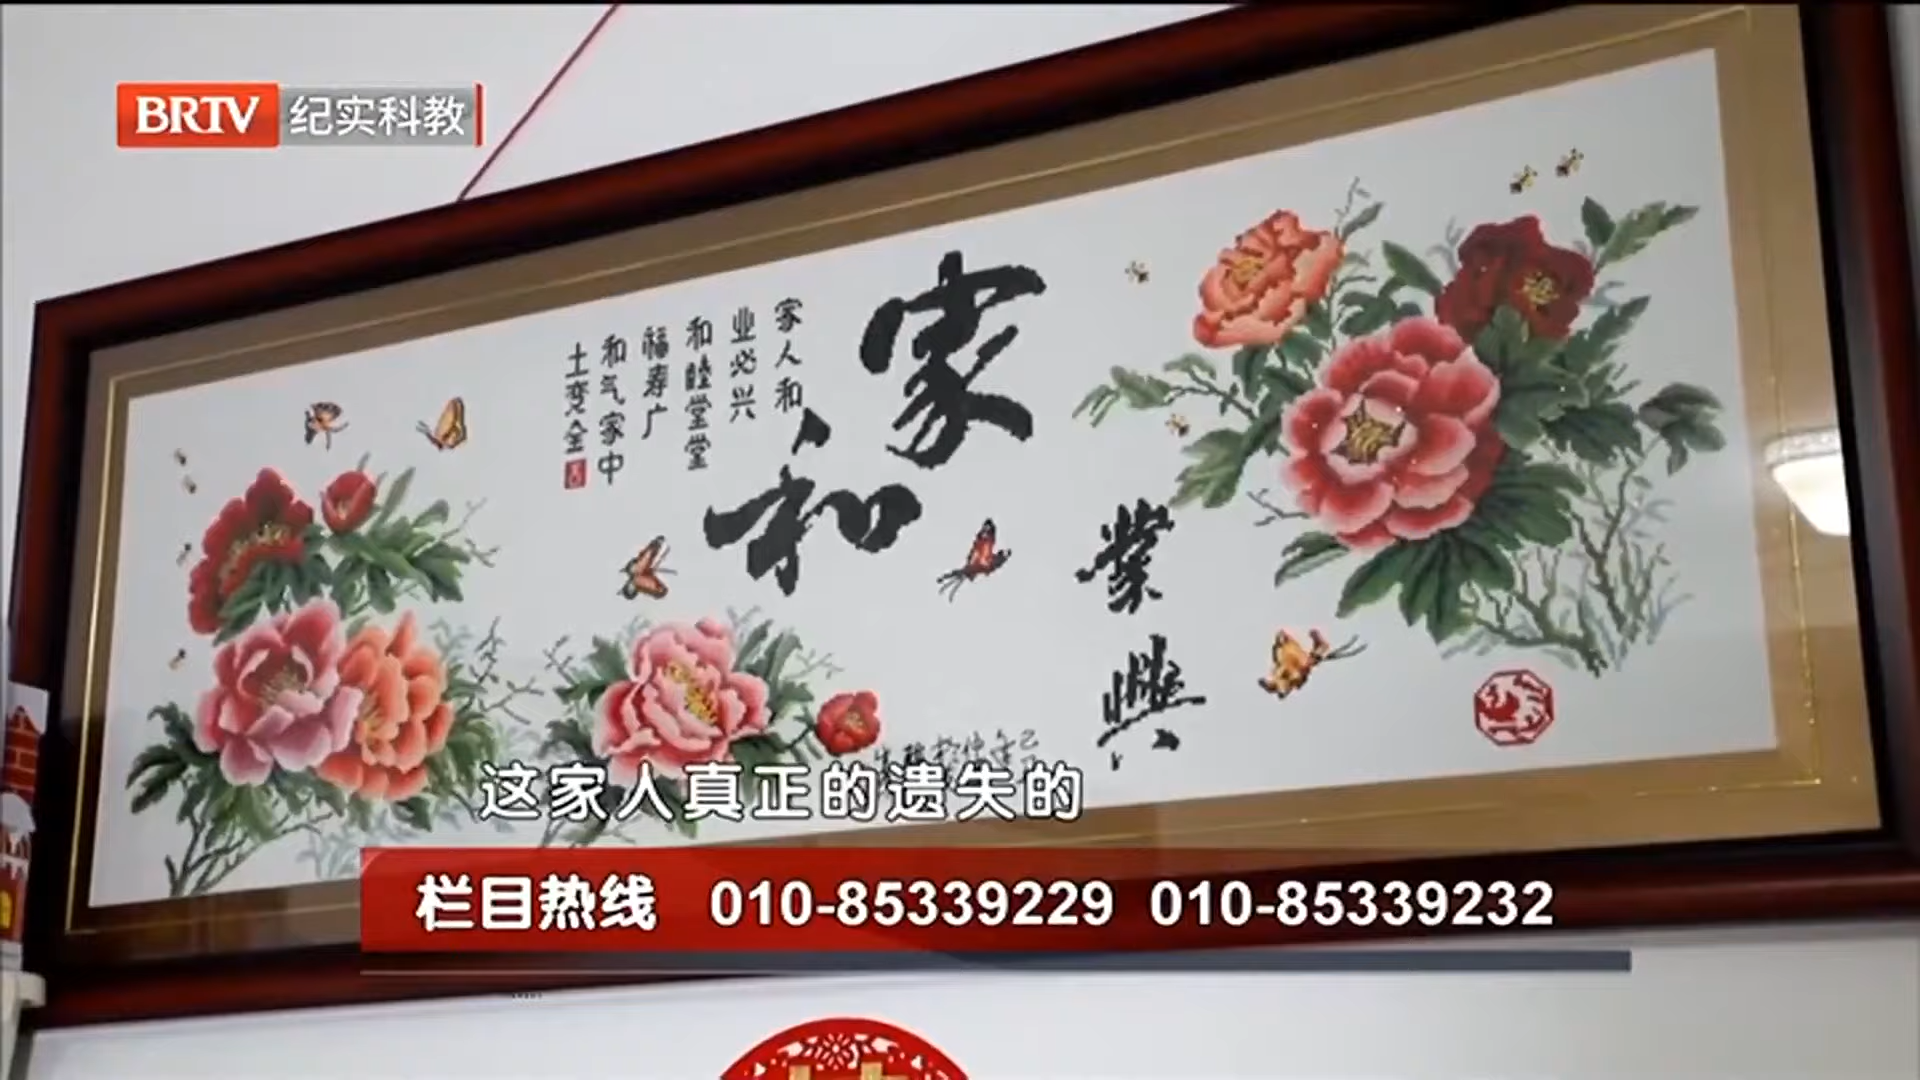 BRTV 纪实科教
家和
業興
家人和
业必兴
和睦堂堂
福寿广
和气家中
土变金
这家人真正的遗失的
栏目热线 010-85339229 010-85339232